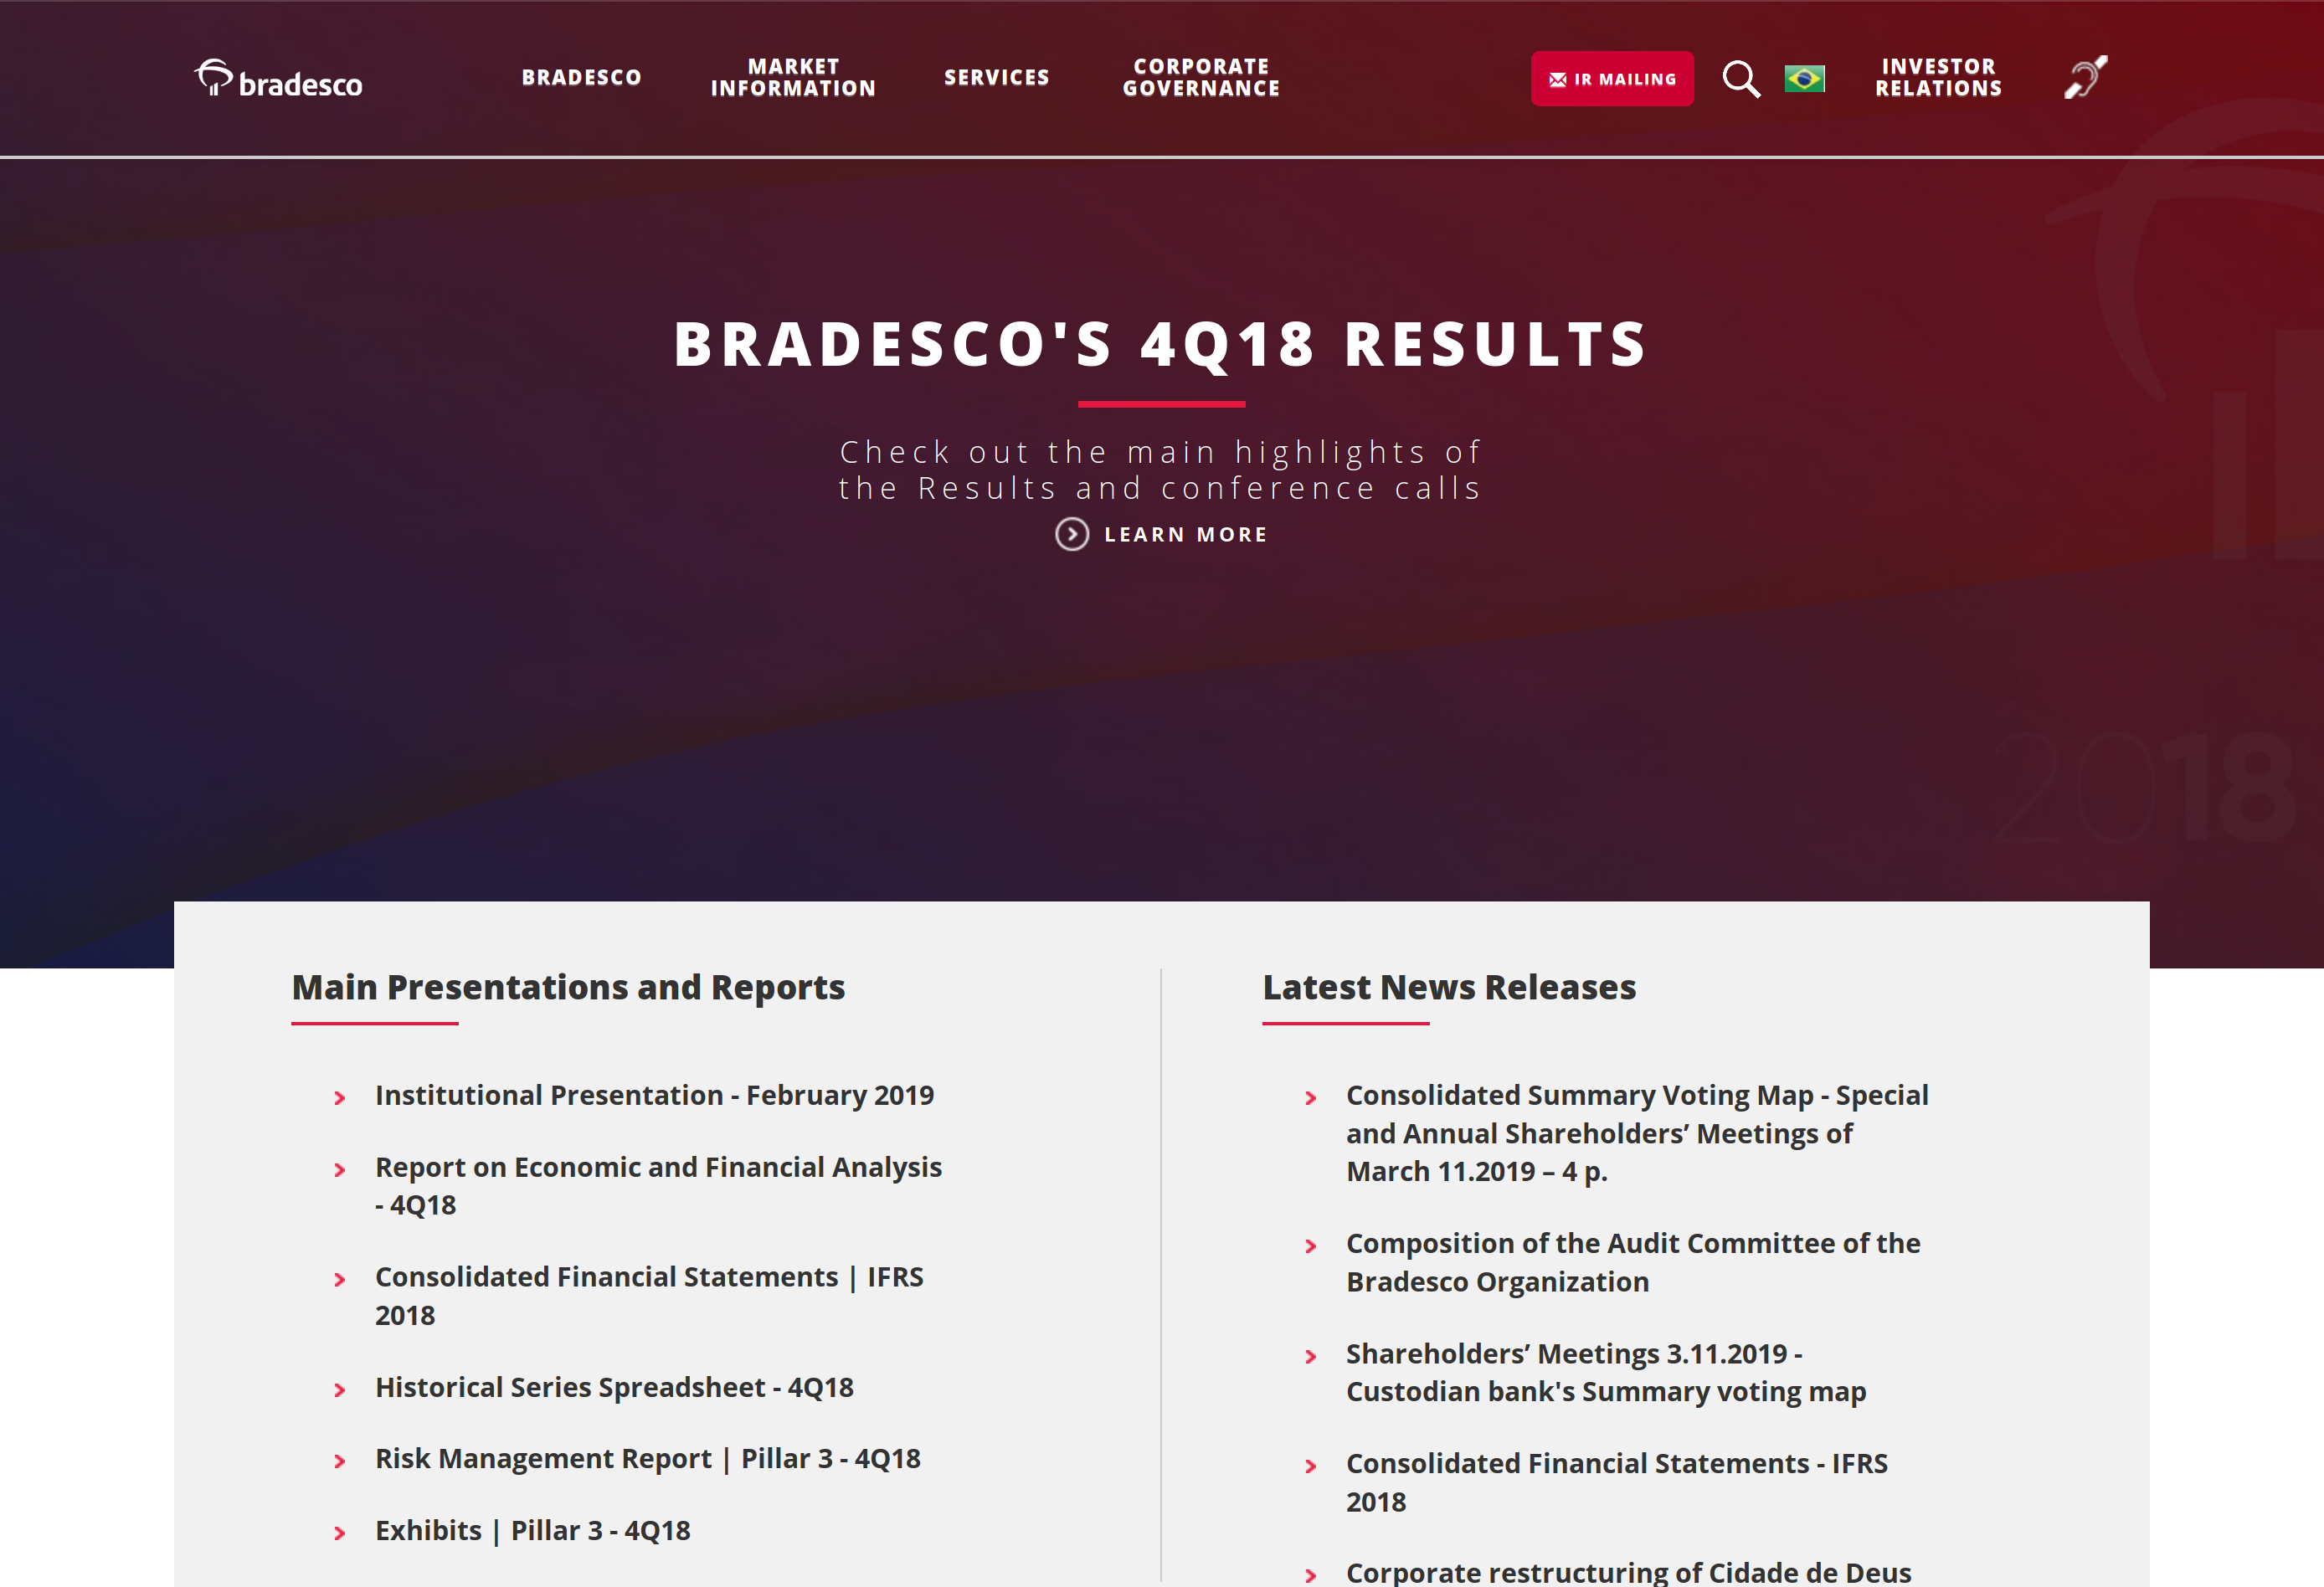 bradesco
BRADESCO
MARKET
INFORMATION
SERVICES
CORPORATE
GOVERNANCE
IR MAILING
INVESTOR
RELATIONS
BRADESCO'S 4Q18 RESULTS
Check out the main highlights of
the Results and conference calls
LEARN MORE
2018
Main Presentations and Reports
Institutional Presentation - February 2019
Report on Economic and Financial Analysis
- 4Q18
Consolidated Financial Statements | IFRS
2018
Historical Series Spreadsheet - 4Q18
Risk Management Report | Pillar 3 - 4Q18
Exhibits | Pillar 3 - 4Q18
Latest News Releases
Consolidated Summary Voting Map - Special
and Annual Shareholders’ Meetings of
March 11.2019 – 4 p.
Composition of the Audit Committee of the
Bradesco Organization
Shareholders’ Meetings 3.11.2019 -
Custodian bank's Summary voting map
Consolidated Financial Statements - IFRS
2018
Corporate restructuring of Cidade de Deus